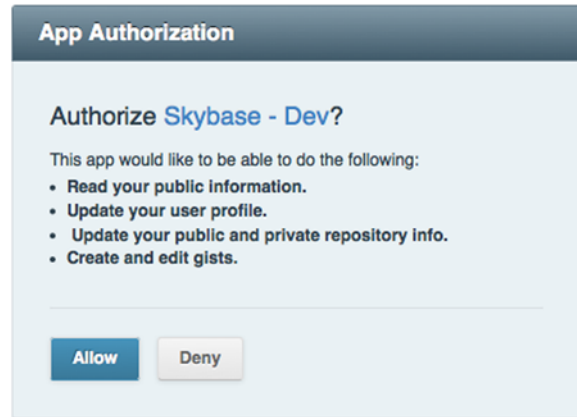 App Authorization
Authorize Skybase - Dev?
This app would like to be able to do the following:
• Read your public information.
• Update your user profile.
• Update your public and private repository info.
• Create and edit gists.
Allow Deny